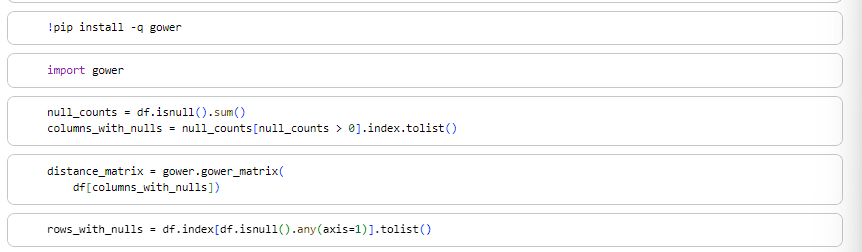 !pip install -q gower
import gower
null_counts = df.isnull().sum()
columns_with_nulls = null_counts[null_counts > 0].index.tolist()
distance_matrix = gower.gower_matrix(
    df[columns_with_nulls])
rows_with_nulls = df.index[df.isnull().any(axis=1)].tolist()